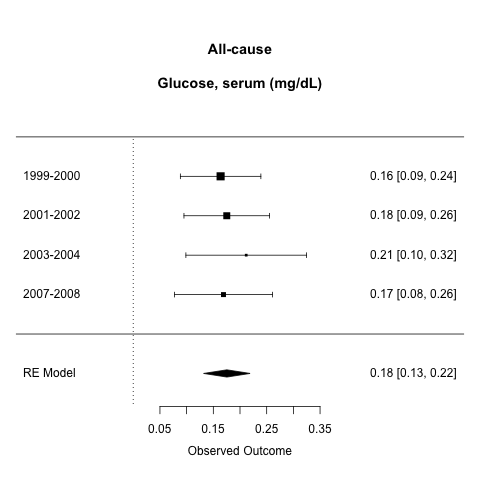 All-cause
Glucose, serum (mg/dL)
1999-2000 0.16 [0.09, 0.24]
2001-2002 0.18 [0.09, 0.26]
2003-2004 0.21 [0.10, 0.32]
2007-2008 0.17 [0.08, 0.26]
RE Model 0.18 [0.13, 0.22]
0.05 0.15 0.25 0.35
Observed Outcome